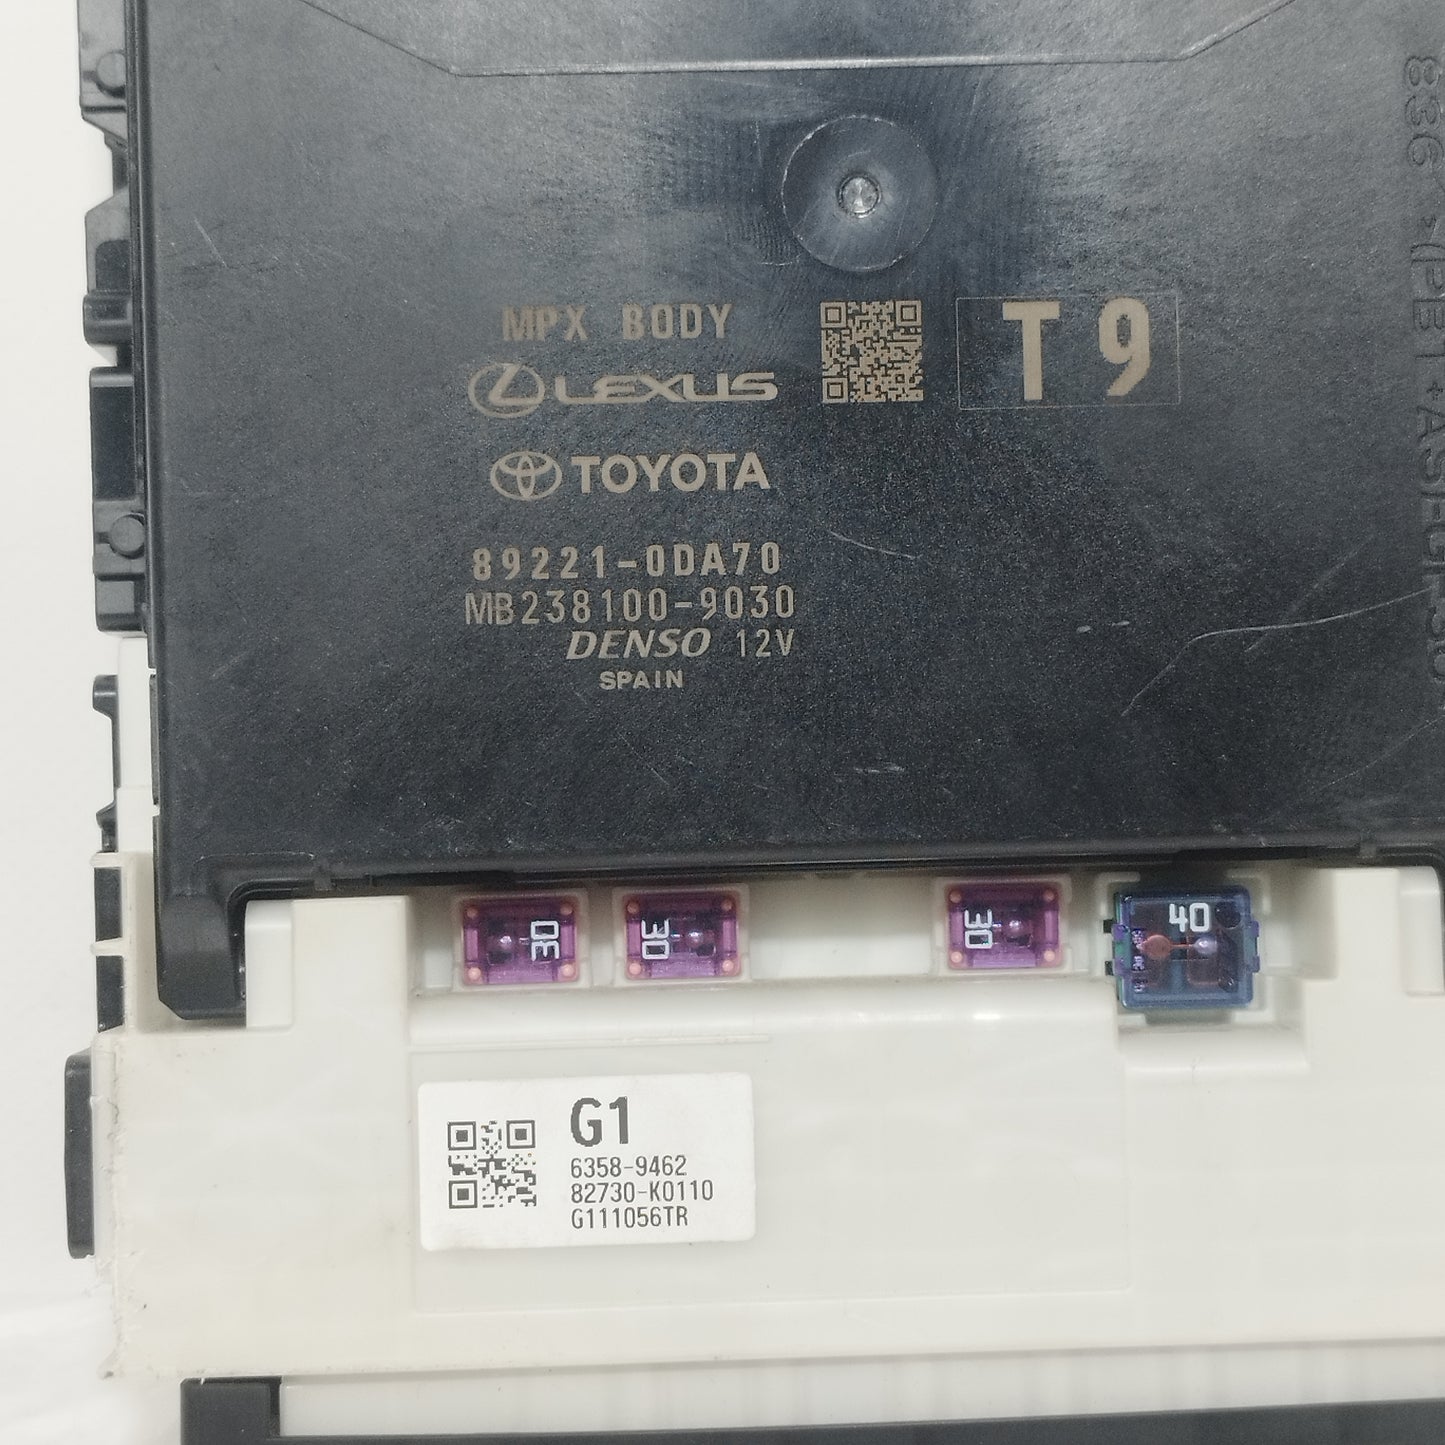 MPX BODY
T9
LEXUS
TOYOTA
89221-0DA70
MB238100-9030
DENSO 12V
SPAIN
30
30
30
40
G1
6358-9462
82730-K0110
G111056TR